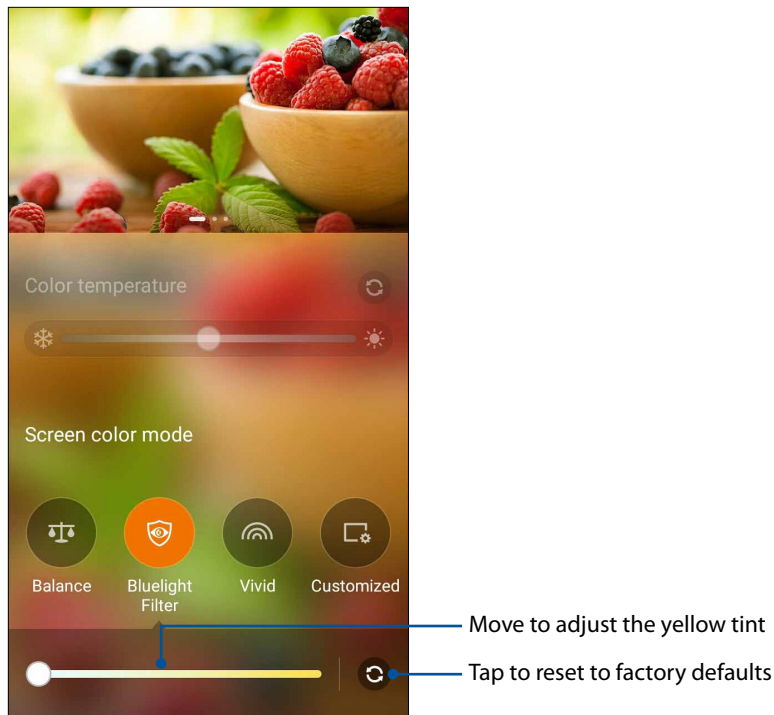 Color temperature
Screen color mode
Balance
Bluelight
Filter
Vivid
Customized
Move to adjust the yellow tint
Tap to reset to factory defaults